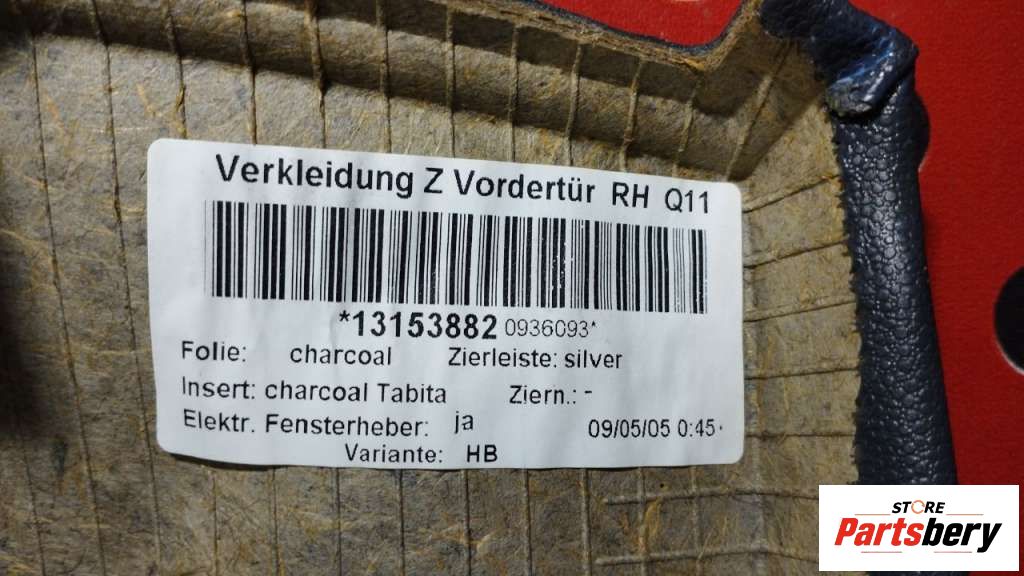 Verkleidung Z Vordertür RH Q11
*13153882 0936093*
Folie: charcoal Zierleiste: silver
Insert: charcoal Tabita Ziern.: -
Elektr. Fensterheber: ja 09/05/05 0:45
Variante: HB
STORE
Partsbery